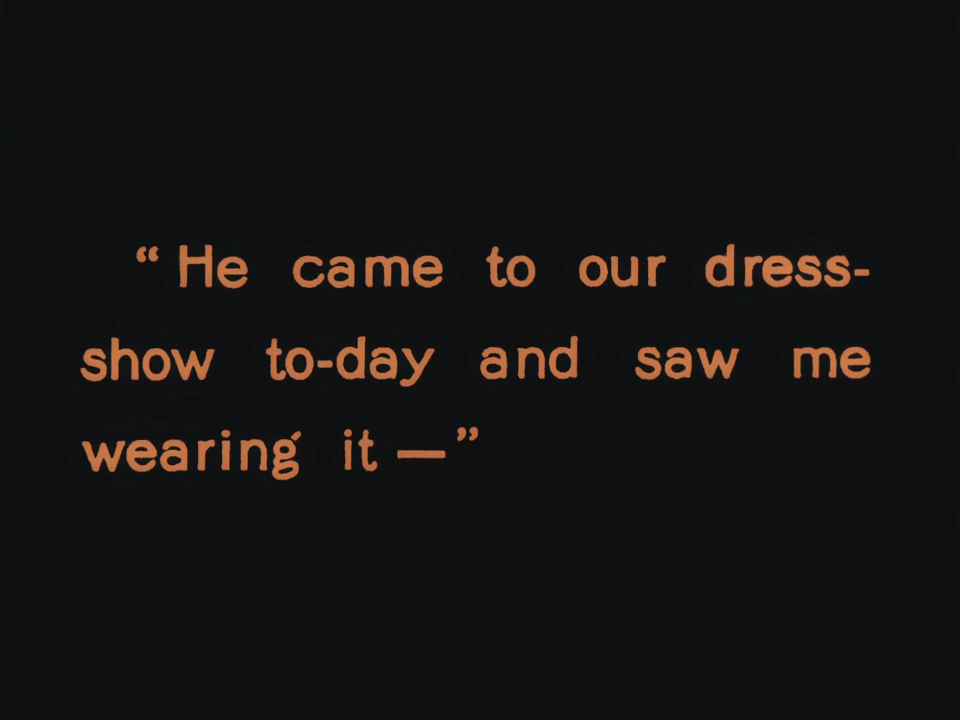 “ He came to our dress-
show to-day and saw me
wearing it —”